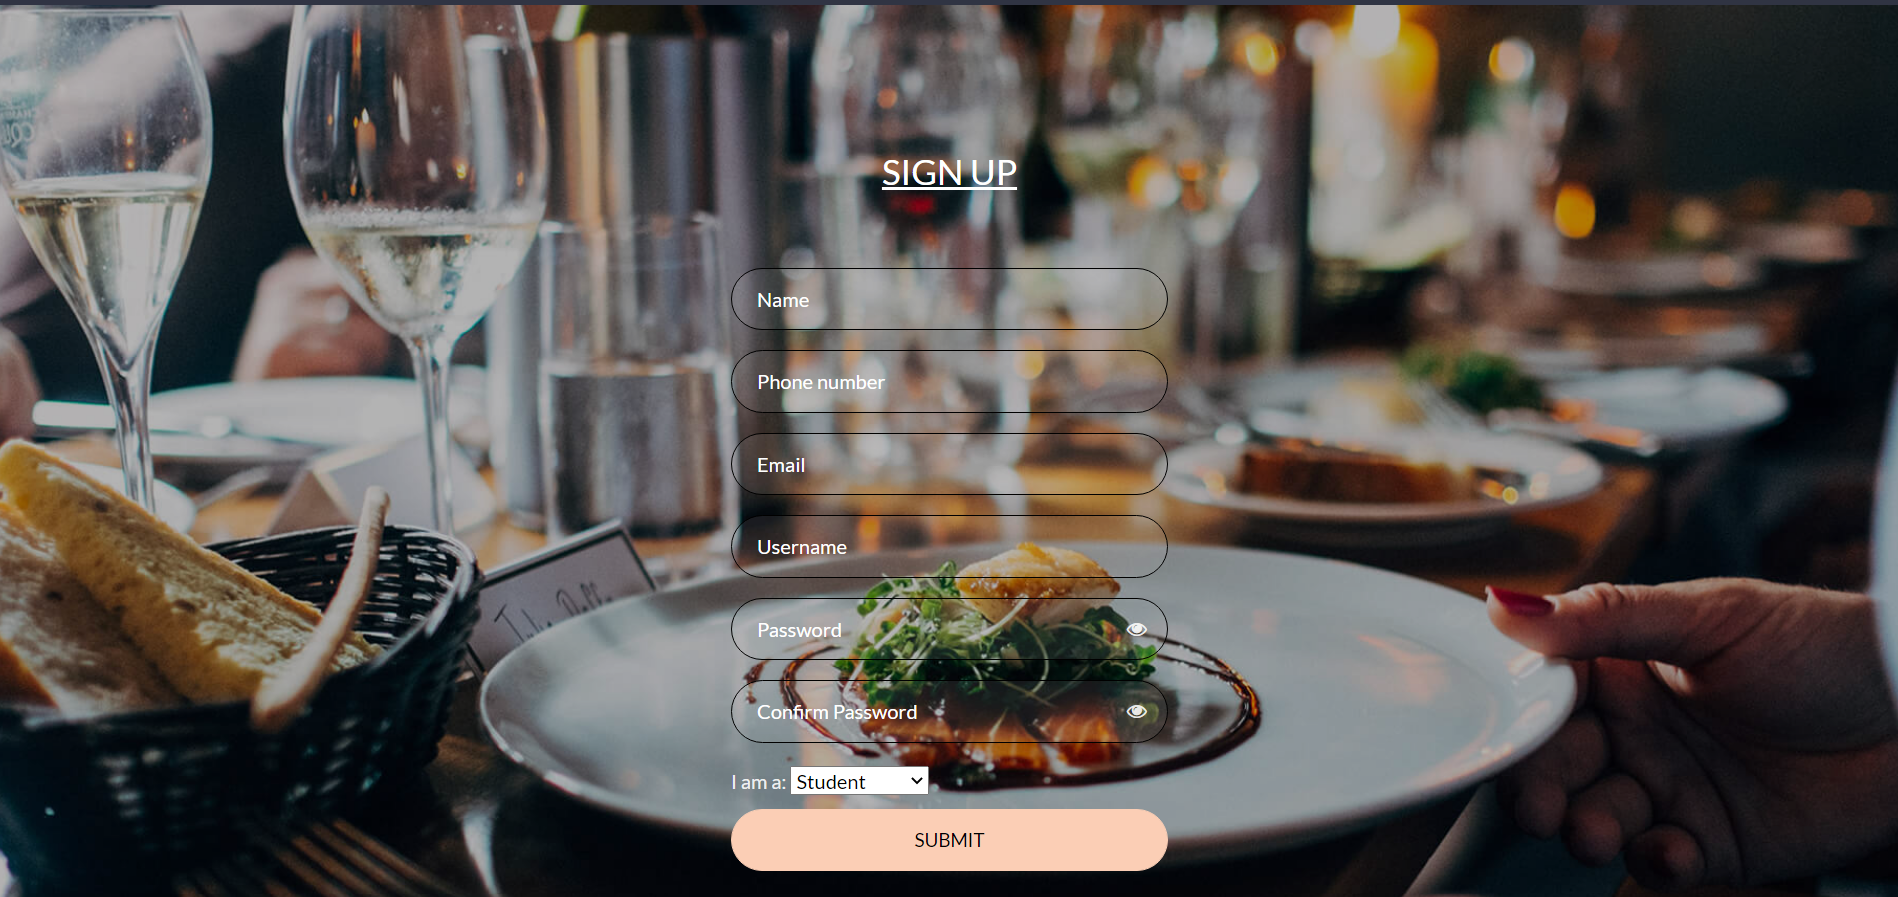 SIGN UP
Name
Phone number
Email
Username
Password
Confirm Password
I am a: Student
SUBMIT